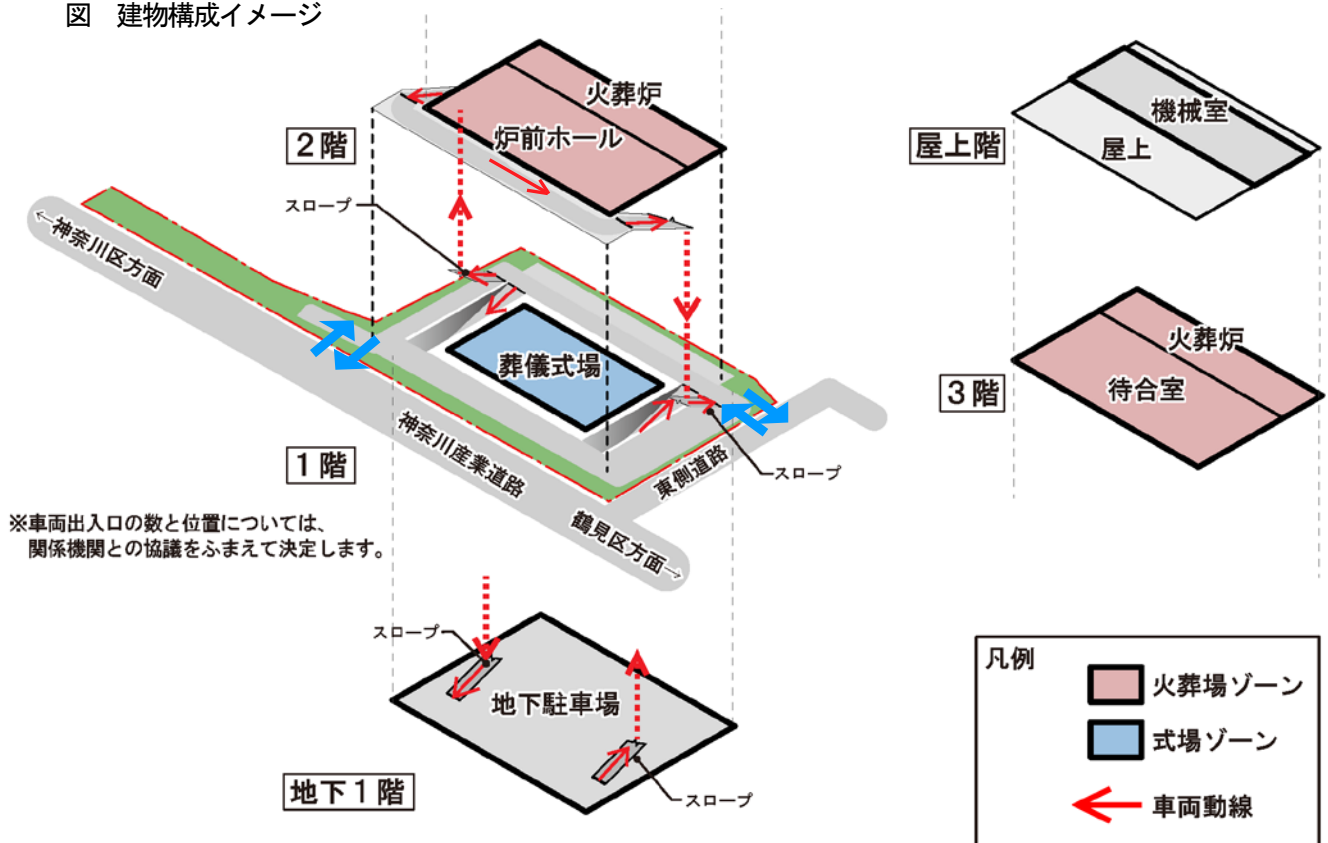 図　建物構成イメージ
火葬炉
炉前ホール
2階
スロープ
←神奈川区方面
葬儀式場
神奈川産業道路
1階
東側道路
スロープ
鶴見区方面→
※車両出入口の数と位置については、
関係機関との協議をふまえて決定します。
スロープ
地下駐車場
スロープ
地下1階
機械室
屋上階
屋上
火葬炉
3階
待合室
凡例
火葬場ゾーン
式場ゾーン
車両動線